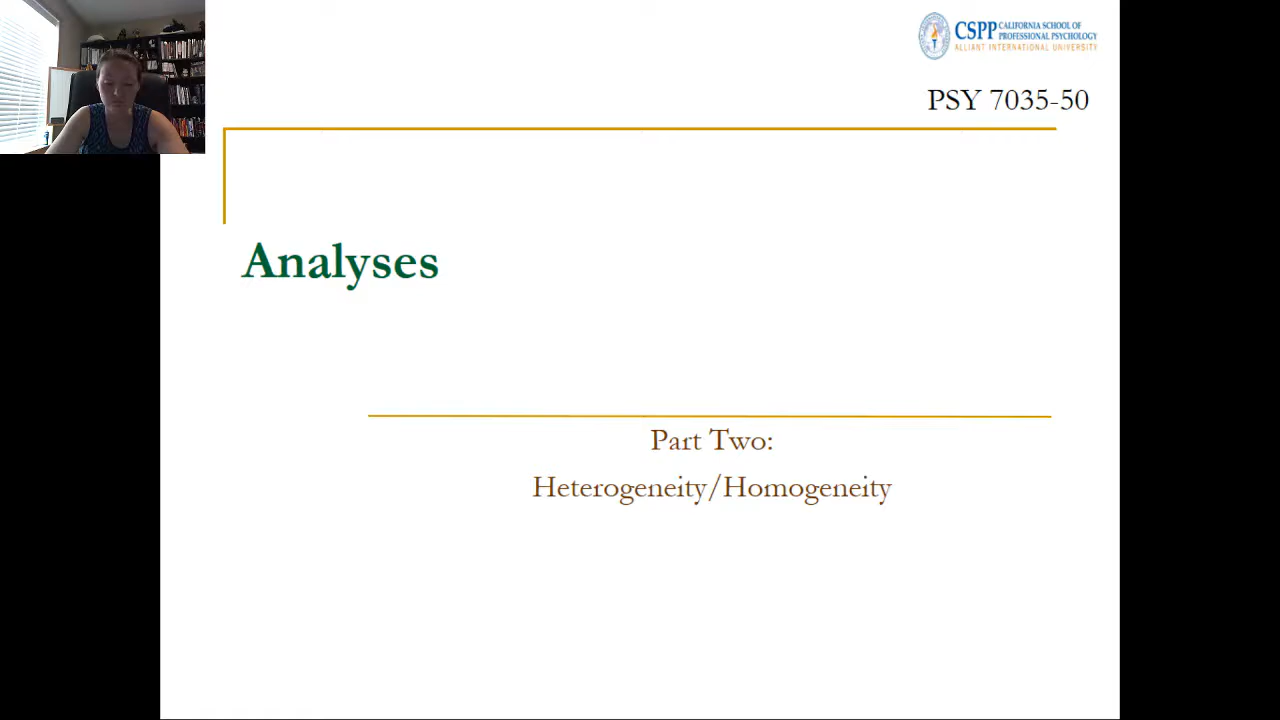 CSPP CALIFORNIA SCHOOL OF
PROFESSIONAL PSYCHOLOGY
ALLIANT INTERNATIONAL UNIVERSITY
PSY 7035-50
Analyses
Part Two:
Heterogeneity/Homogeneity